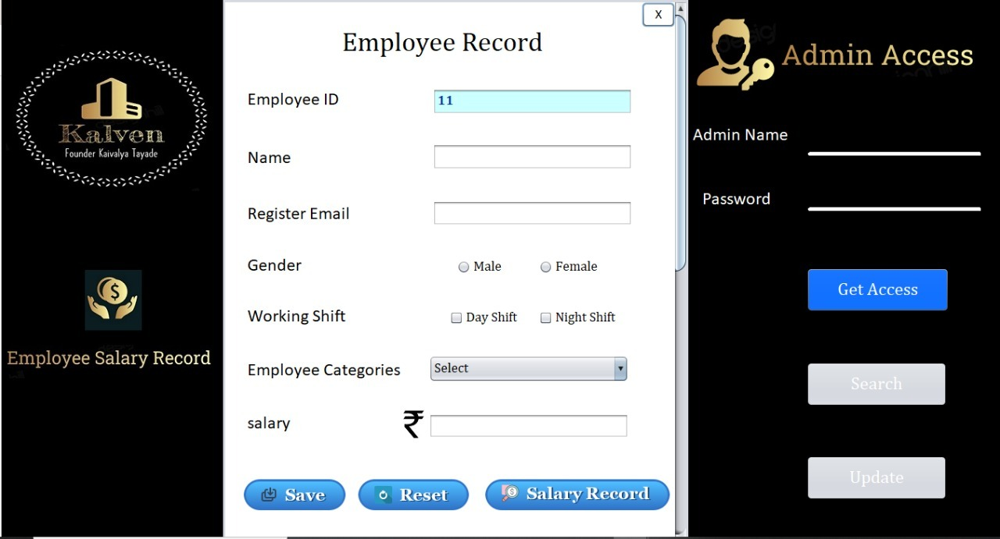 Kalven
Founder Kaivalya Tayade
Employee Salary Record
X
Employee Record
Employee ID 11
Name
Register Email
Gender Male Female
Working Shift Day Shift Night Shift
Employee Categories Select
salary ₹
Save Reset Salary Record
Admin Access
Admin Name
Password
Get Access
Search
Update